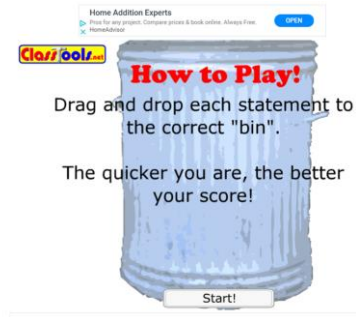 Home Addition Experts
Pros for any project. Compare prices & book online. Always Free
HomeAdvisor
OPEN
ClassTools.net
How to Play!
Drag and drop each statement to
the correct "bin".
The quicker you are, the better
your score!
Start!